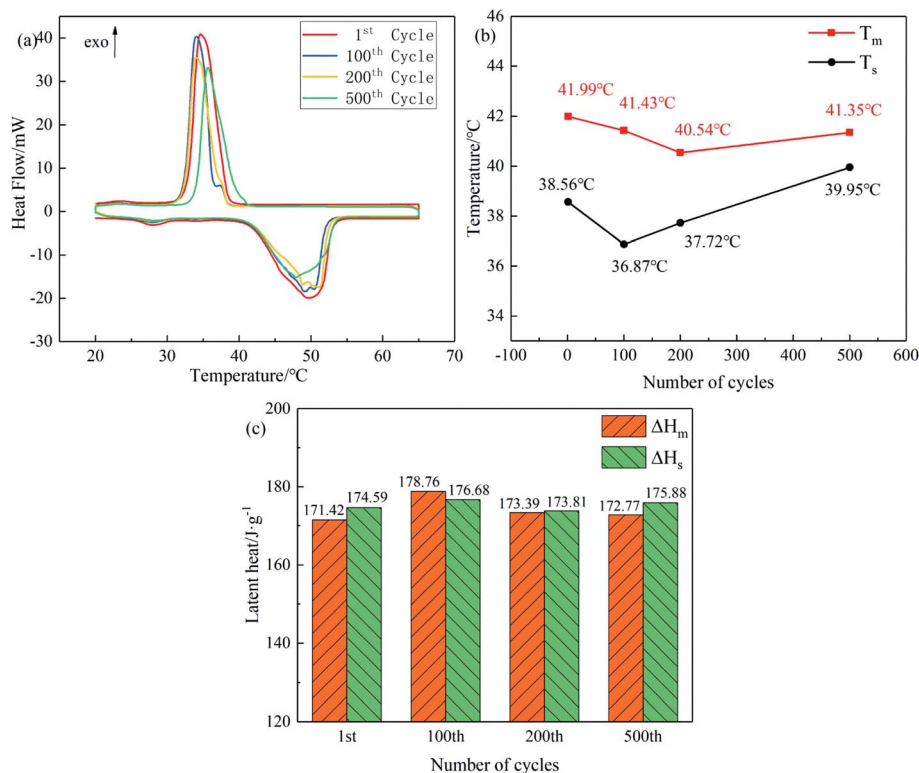 (a)
exo
1st Cycle
100th Cycle
200th Cycle
500th Cycle
40
30
20
10
0
-10
-20
-30
Heat Flow/mW
20 30 40 50 60 70
Temperature/℃
(b)
Tm
Ts
46
44
42
40
38
36
34
Temperature/℃
41.99℃
41.43℃
40.54℃
41.35℃
38.56℃
36.87℃
37.72℃
39.95℃
-100 0 100 200 300 400 500 600
Number of cycles
(c)
ΔHm
ΔHs
200
180
160
140
120
Latent heat/J·g-1
171.42 174.59 178.76 176.68 173.39 173.81 172.77 175.88
1st 100th 200th 500th
Number of cycles